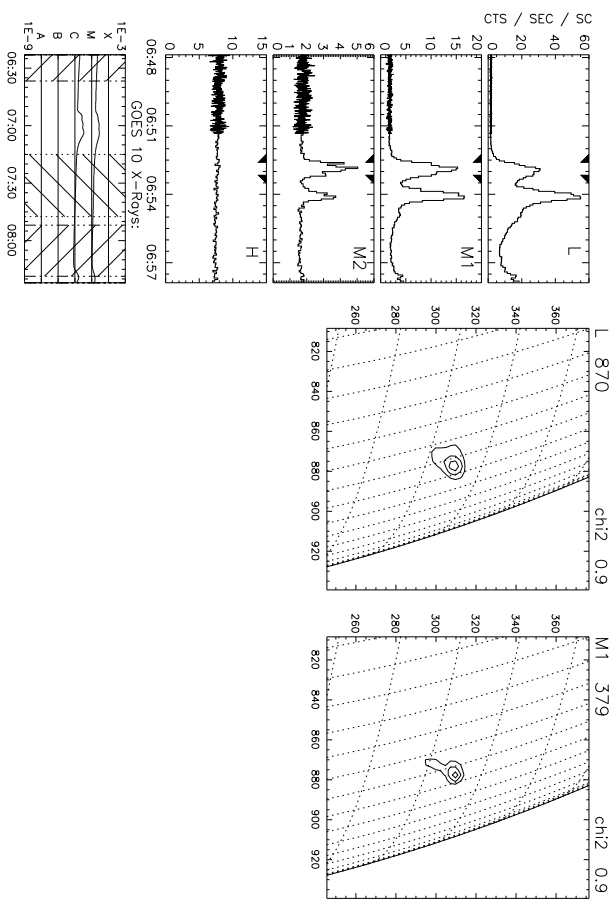 CTS / SEC / SC
L 870 chi2 0.9
M1 379 chi2 0.9
60
40
20
0
L
20
15
10
5
0
M1
6
5
4
3
2
1
0
M2
15
10
5
0
H
06:48 06:51 06:54 06:57
GOES 10 X-Rays:
1E-3
X
M
C
B
A
1E-9
06:30 07:00 07:30 08:00
360
340
320
300
280
260
820 840 860 880 900 920
360
340
320
300
280
260
820 840 860 880 900 920